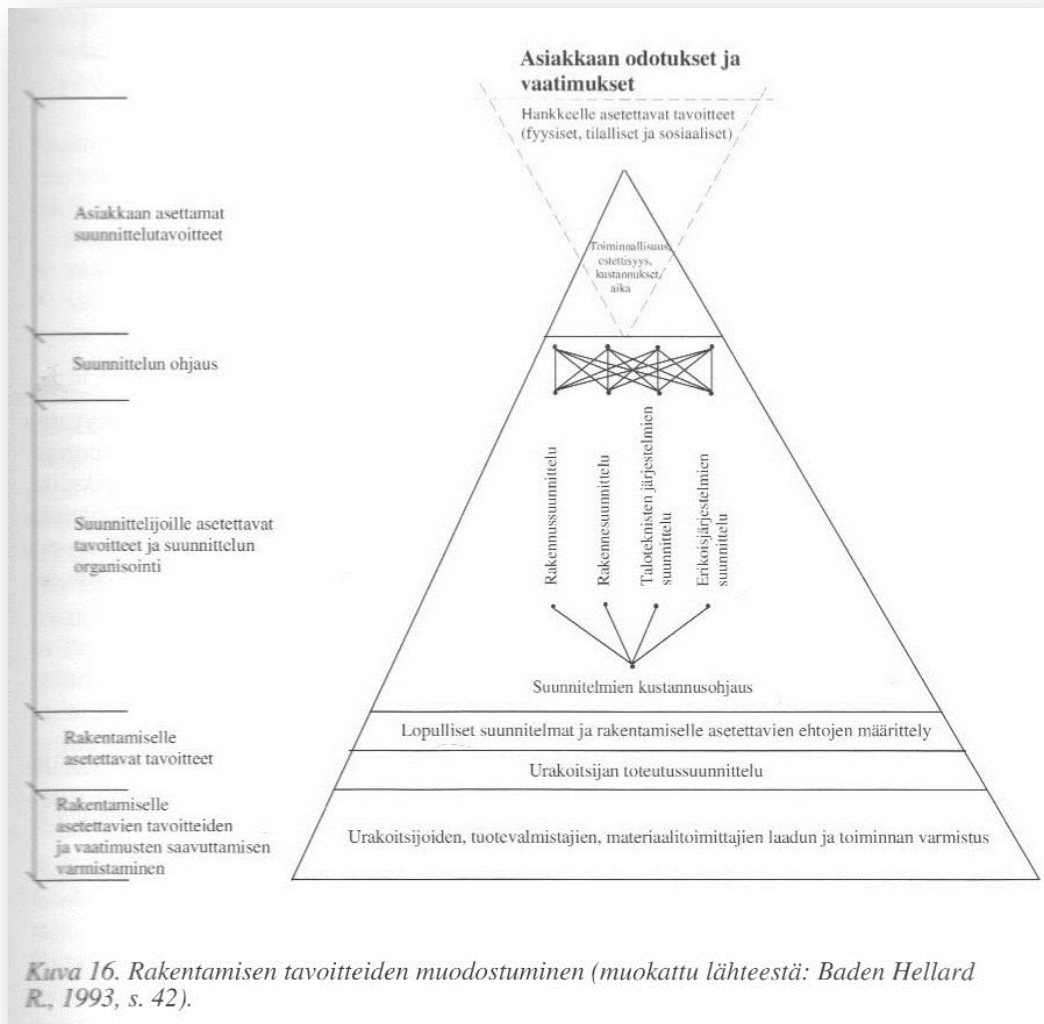 Asiakkaan odotukset ja
vaatimukset
Hankkeelle asetettavat tavoitteet
(fyysiset, tilalliset ja sosiaaliset)
Asiakkaan asettamat
suunnittelutavoitteet
Toiminnallisuus,
estettisyys,
kustannukset,
aika
Suunnittelun ohjaus
Suunnittelijoille asetettavat
tavoitteet ja suunnittelun
organisointi
Rakennussuunnittelu
Rakennesuunnittelu
Taloteknisten järjestelmien
suunnittelu
Erikoisjärjestelmien
suunnittelu
Suunnitelmien kustannusohjaus
Rakentamiselle
asetettavat tavoitteet
Lopulliset suunnitelmat ja rakentamiselle asetettavien ehtojen määrittely
Urakoitsijan toteutussuunnittelu
Rakentamiselle
asetettavien tavoitteiden
ja vaatimusten saavuttamisen
varmistaminen
Urakoitsijoiden, tuotevalmistajien, materiaalitoimittajien laadun ja toiminnan varmistus
Kuva 16. Rakentamisen tavoitteiden muodostuminen (muokattu lähteestä: Baden Hellard
R., 1993, s. 42).